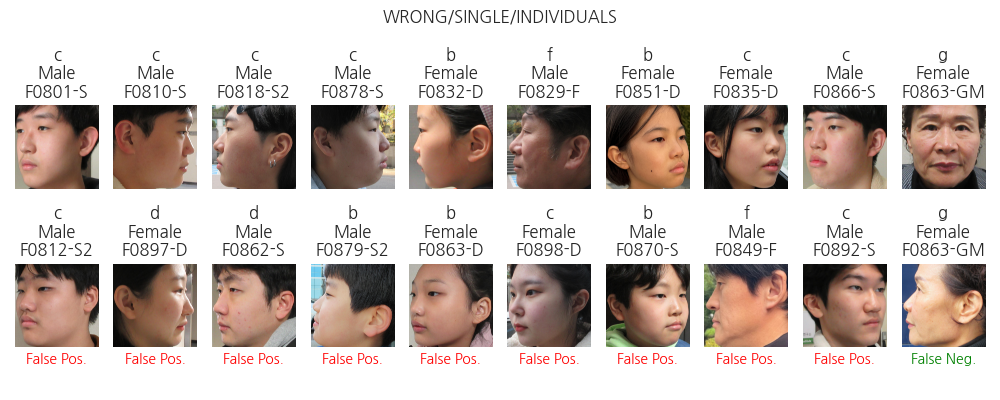 WRONG/SINGLE/INDIVIDUALS
c c c c b f b c c g
Male Male Male Male Female Male Female Female Male Female
F0801-S F0810-S F0818-S2 F0878-S F0832-D F0829-F F0851-D F0835-D F0866-S F0863-GM
c d d b b c b f c g
Male Female Male Male Female Female Male Male Male Female
F0812-S2 F0897-D F0862-S F0879-S2 F0863-D F0898-D F0870-S F0849-F F0892-S F0863-GM
False Pos. False Pos. False Pos. False Pos. False Pos. False Pos. False Pos. False Pos. False Pos. False Neg.